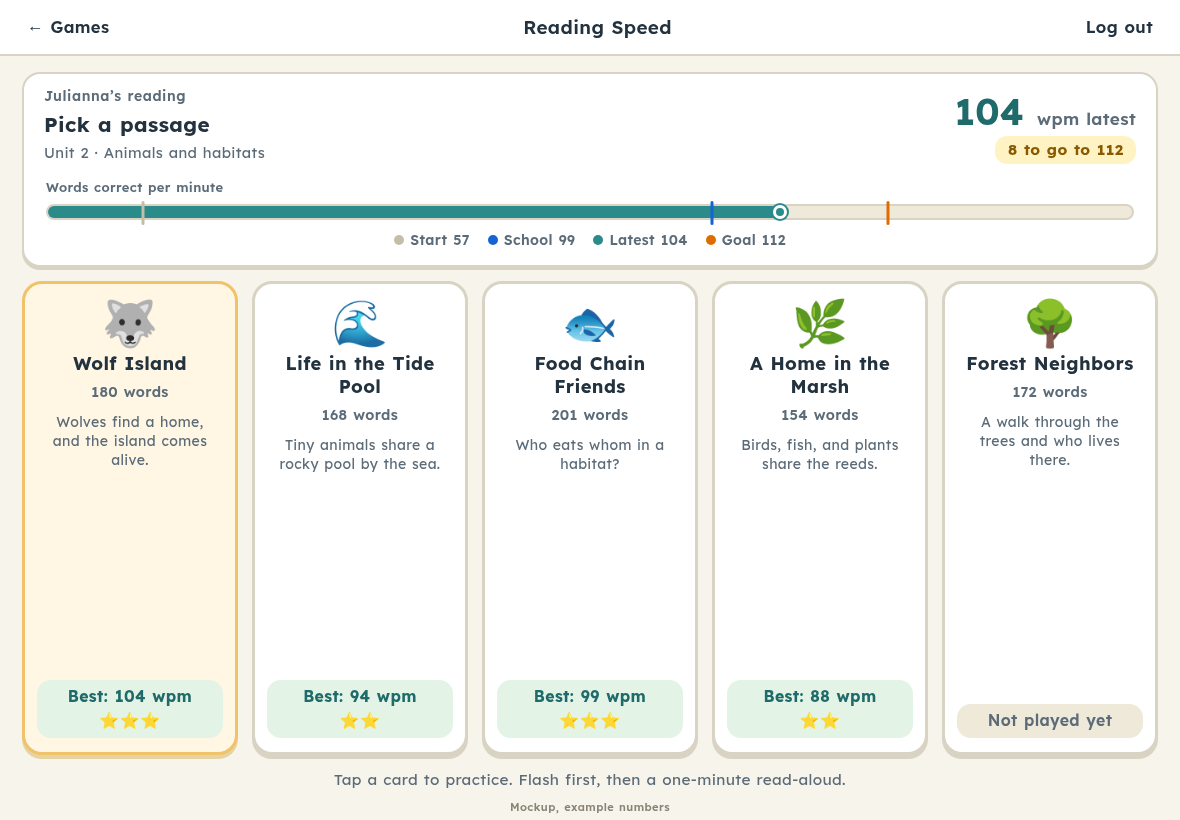 ← Games
Reading Speed
Log out
Julianna’s reading
Pick a passage
Unit 2 · Animals and habitats
104 wpm latest
8 to go to 112
Words correct per minute
Start 57
School 99
Latest 104
Goal 112
Wolf Island
180 words
Wolves find a home,
and the island comes
alive.
Best: 104 wpm
Life in the Tide
Pool
168 words
Tiny animals share a
rocky pool by the sea.
Best: 94 wpm
Food Chain
Friends
201 words
Who eats whom in a
habitat?
Best: 99 wpm
A Home in the
Marsh
154 words
Birds, fish, and plants
share the reeds.
Best: 88 wpm
Forest Neighbors
172 words
A walk through the
trees and who lives
there.
Not played yet
Tap a card to practice. Flash first, then a one-minute read-aloud.
Mockup, example numbers